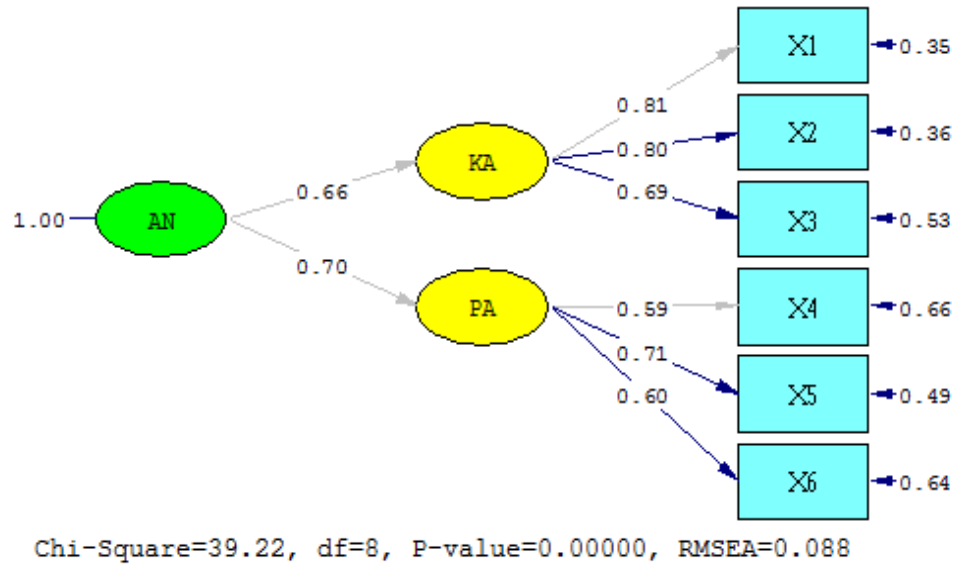 X1
0.35
0.81
X2
0.36
0.80
KA
0.69
0.66
X3
0.53
1.00
AN
0.70
X4
0.66
0.59
PA
0.71
X5
0.49
0.60
X6
0.64
Chi-Square=39.22, df=8, P-value=0.00000, RMSEA=0.088